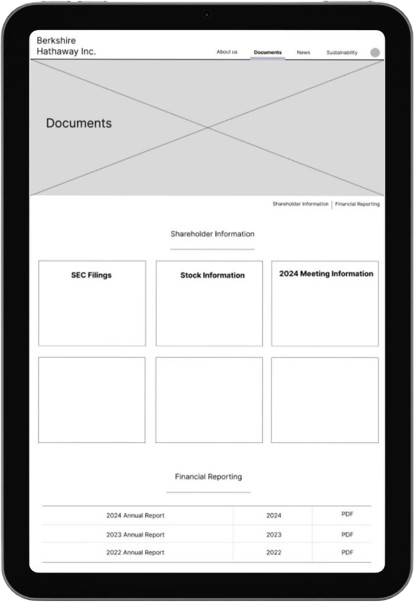 Berkshire
Hathaway Inc.
About us Documents News Sustainability
Documents
Shareholder Information | Financial Reporting
Shareholder Information
SEC Filings Stock Information 2024 Meeting Information
Financial Reporting
2024 Annual Report 2024 PDF
2023 Annual Report 2023 PDF
2022 Annual Report 2022 PDF